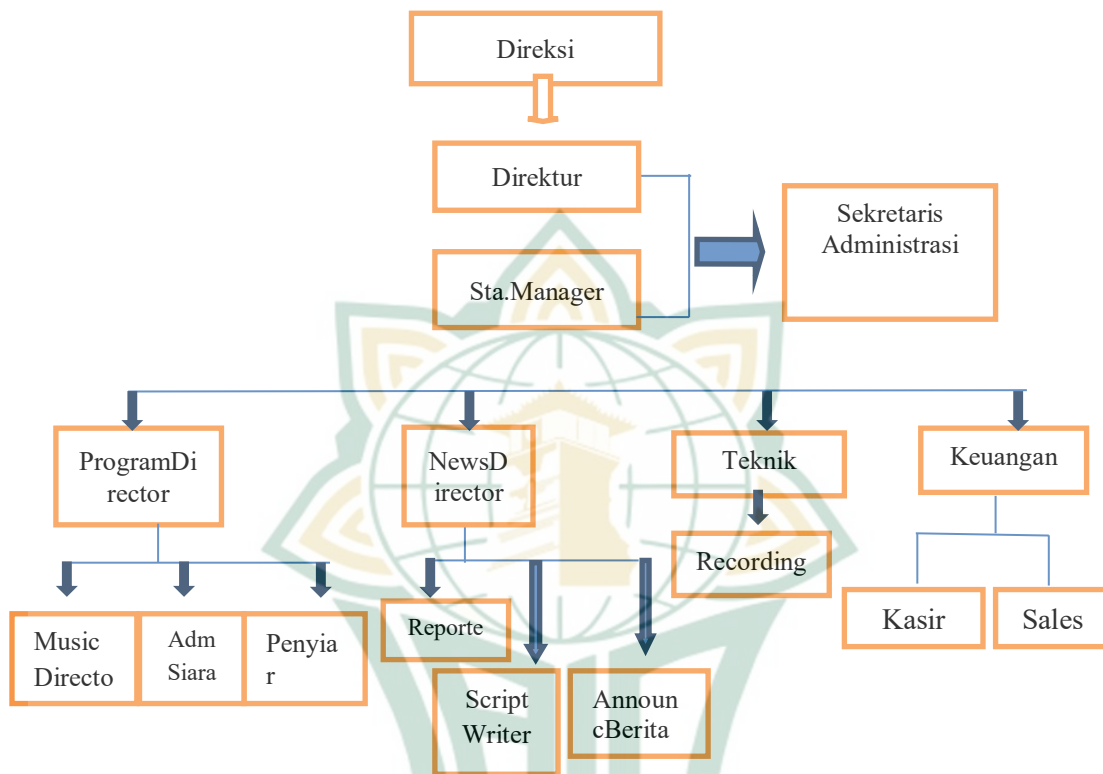 Direksi
Direktur
Sekretaris
Administrasi
Sta.Manager
ProgramDi
rector
NewsD
irector
Teknik
Keuangan
Recording
Music
Directo
Adm
Siara
Penyia
r
Reporte
Script
Writer
Announ
cBerita
Kasir
Sales